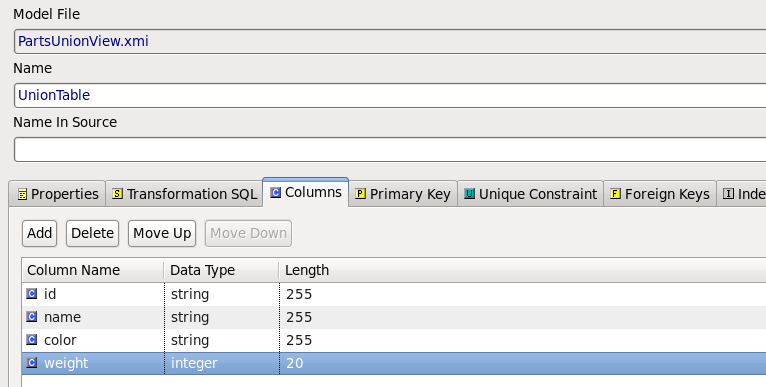 Model File
PartsUnionView.xmi
Name
UnionTable
Name In Source
Properties Transformation SQL Columns Primary Key Unique Constraint Foreign Keys Inde
Add Delete Move Up Move Down
Column Name Data Type Length
id string 255
name string 255
color string 255
weight integer 20